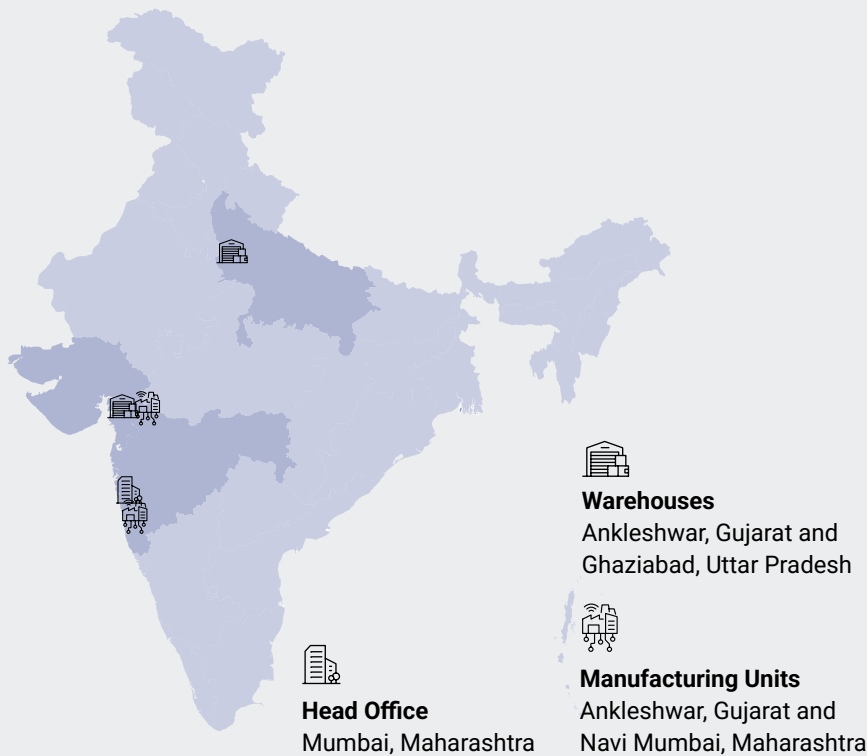 Warehouses
Ankleshwar, Gujarat and
Ghaziabad, Uttar Pradesh
Head Office
Mumbai, Maharashtra
Manufacturing Units
Ankleshwar, Gujarat and
Navi Mumbai, Maharashtra